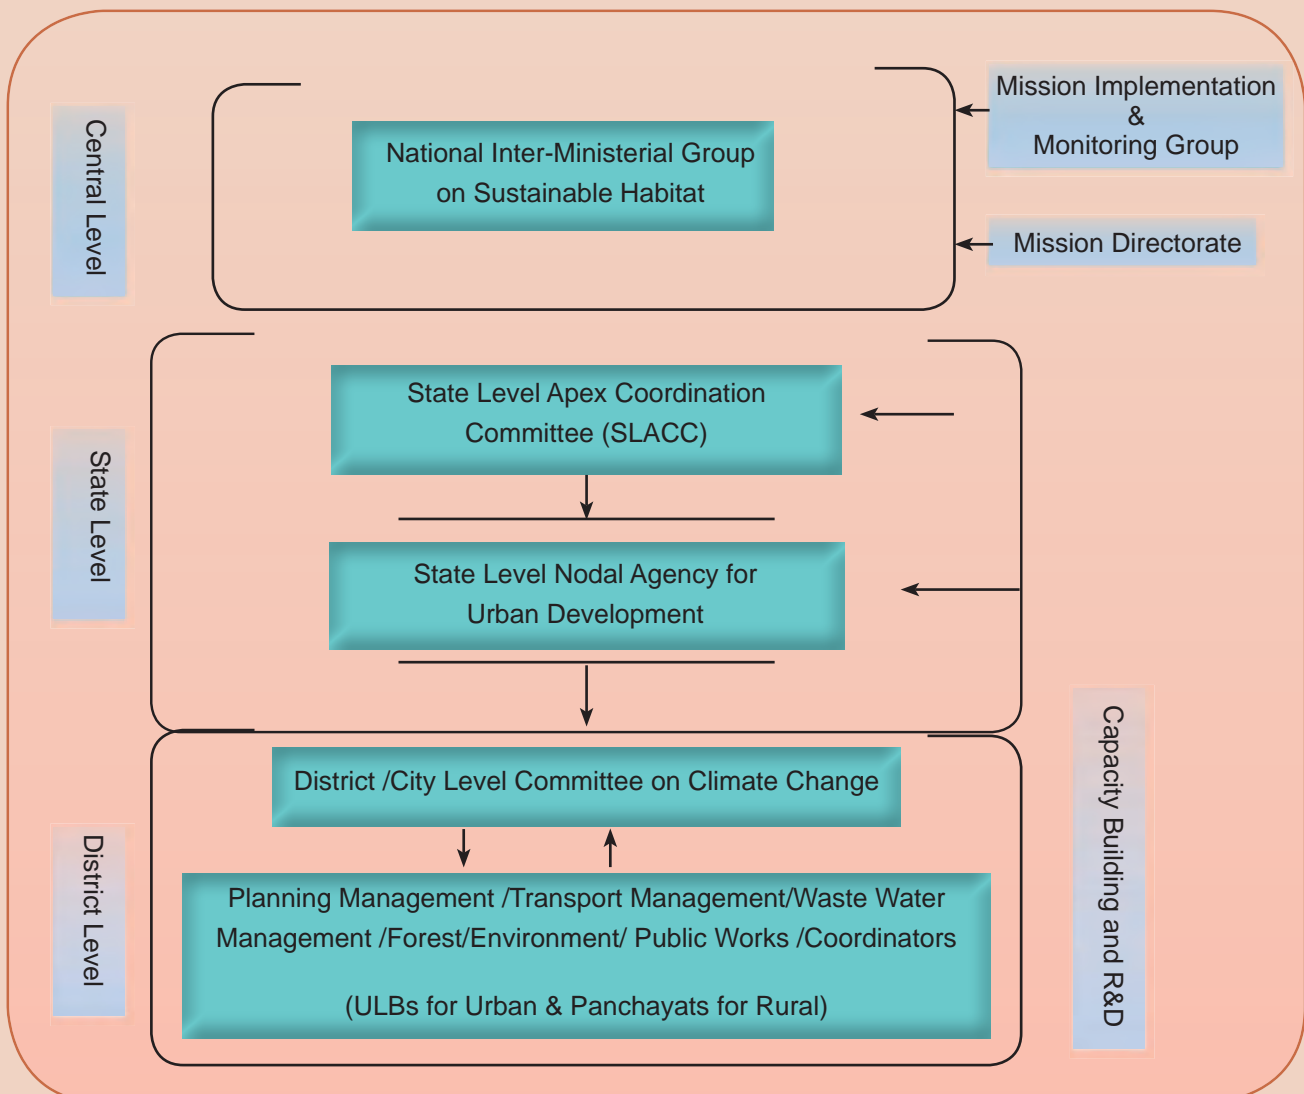 Central Level
National Inter-Ministerial Group
on Sustainable Habitat
Mission Implementation
&
Monitoring Group
Mission Directorate
State Level
State Level Apex Coordination
Committee (SLACC)
State Level Nodal Agency for
Urban Development
District Level
District /City Level Committee on Climate Change
Planning Management /Transport Management/Waste Water
Management /Forest/Environment/ Public Works /Coordinators
(ULBs for Urban & Panchayats for Rural)
Capacity Building and R&D